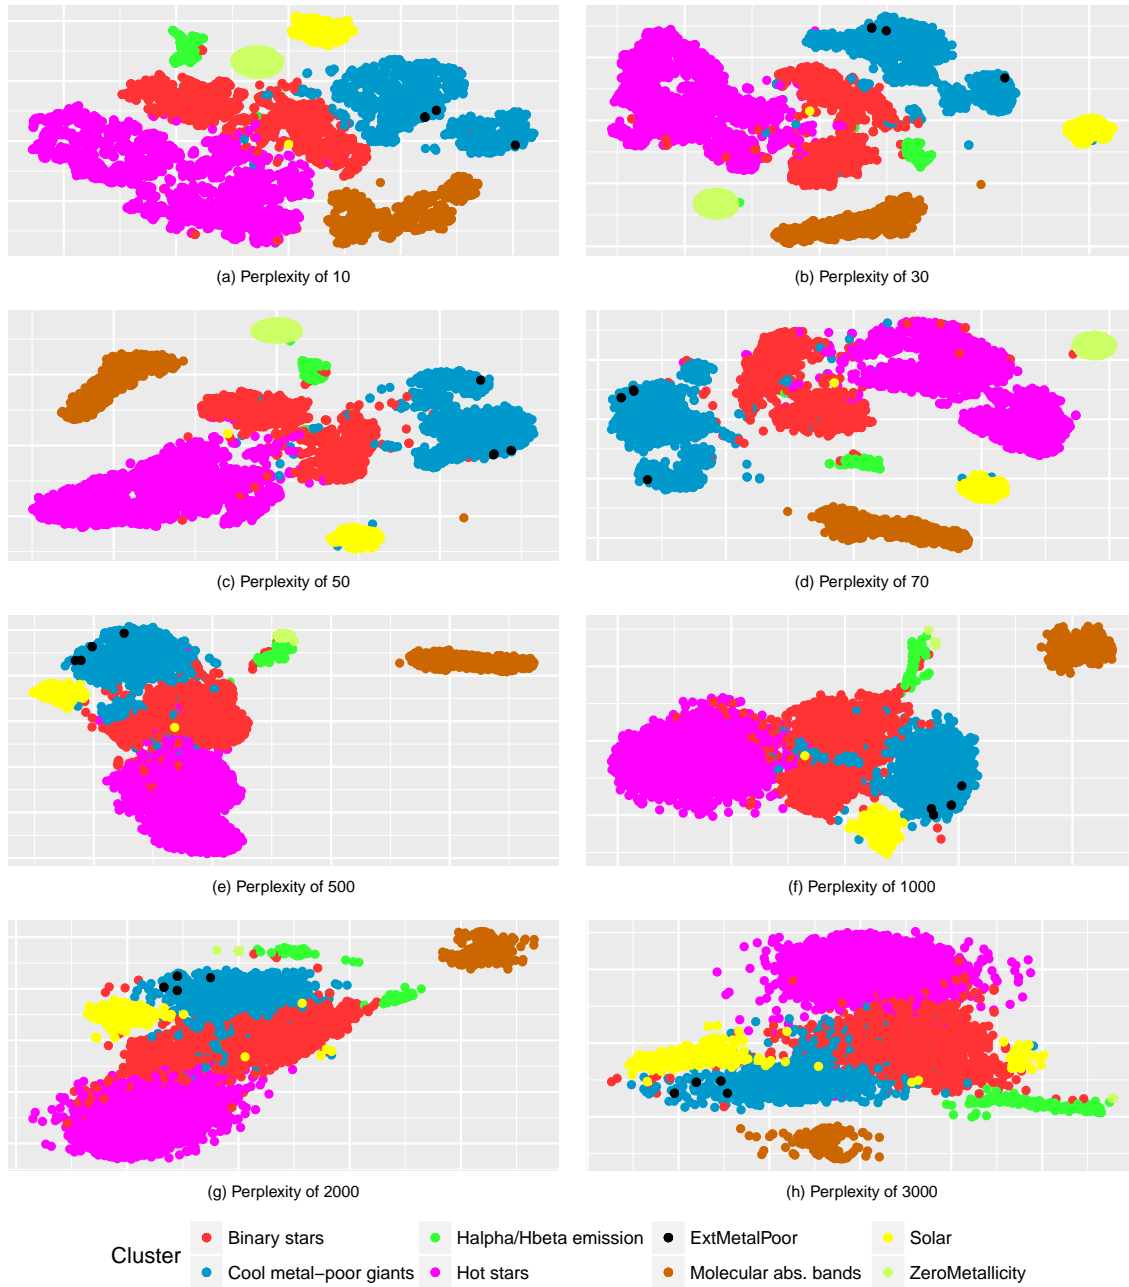 (a) Perplexity of 10
(b) Perplexity of 30
(c) Perplexity of 50
(d) Perplexity of 70
(e) Perplexity of 500
(f) Perplexity of 1000
(g) Perplexity of 2000
(h) Perplexity of 3000
Cluster
Binary stars
Halpha/Hbeta emission
ExtMetalPoor
Solar
Cool metal−poor giants
Hot stars
Molecular abs. bands
ZeroMetallicity